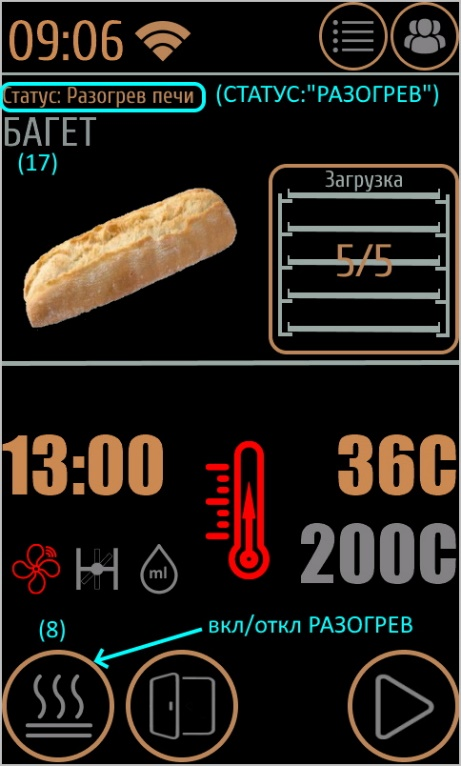 09:06
Статус: Разогрев печи (СТАТУС:"РАЗОГРЕВ")
БАГЕТ
(17)
Загрузка
5/5
13:00 36C
200C
ml
(8) вкл/откл РАЗОГРЕВ